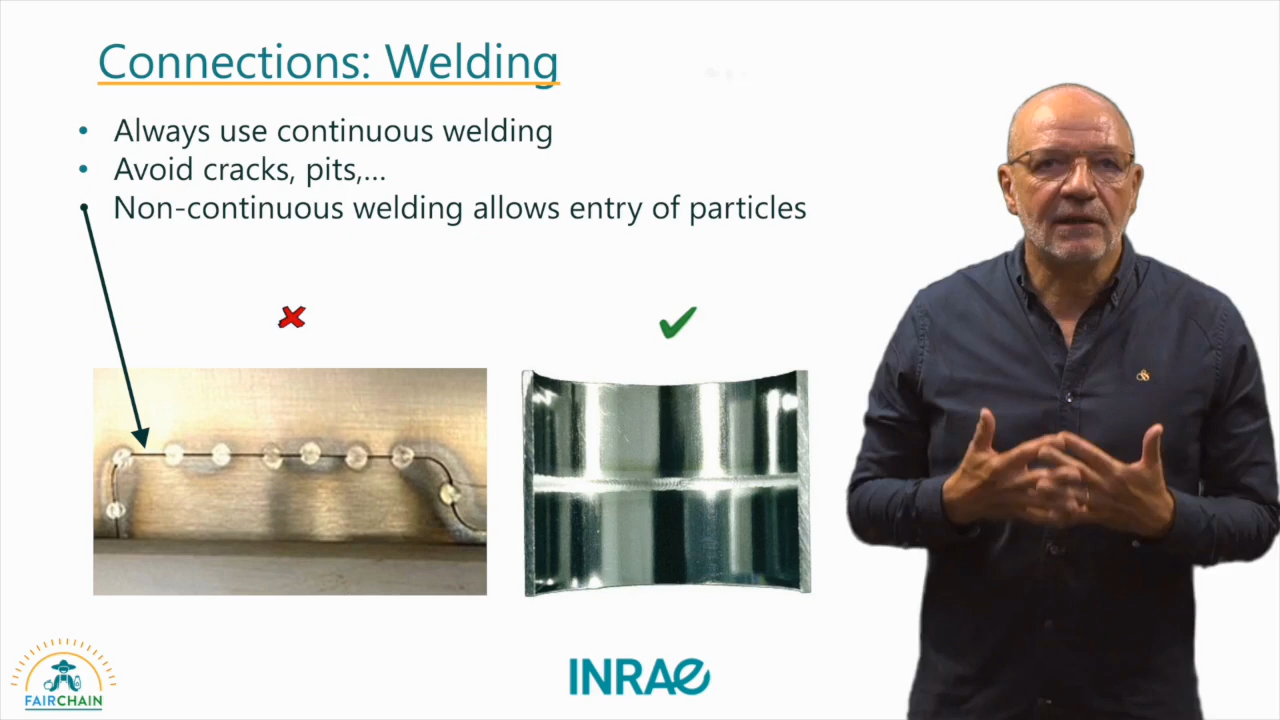 Connections: Welding
• Always use continuous welding
• Avoid cracks, pits,...
• Non-continuous welding allows entry of particles
FAIRCHAIN
INRAE